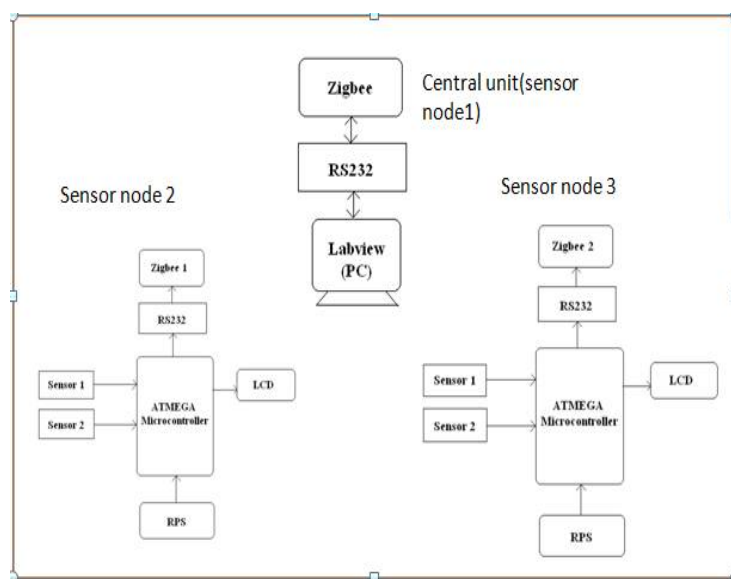 Zigbee
Central unit(sensor
node1)
RS232
Labview
(PC)
Sensor node 2
Zigbee 1
RS232
Sensor 1
Sensor 2
ATMEGA
Microcontroller
LCD
RPS
Sensor node 3
Zigbee 2
RS232
Sensor 1
Sensor 2
ATMEGA
Microcontroller
LCD
RPS